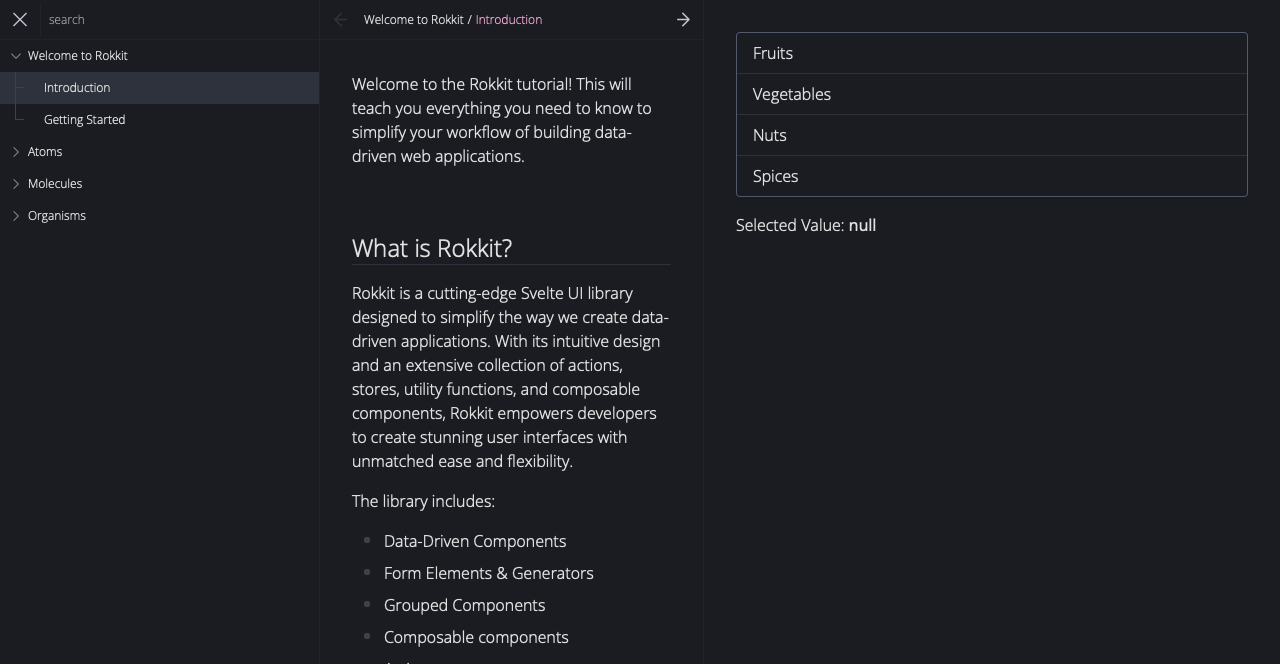 search
Welcome to Rokkit
Introduction
Getting Started
Atoms
Molecules
Organisms
Welcome to Rokkit / Introduction
Welcome to the Rokkit tutorial! This will
teach you everything you need to know to
simplify your workflow of building data-
driven web applications.
What is Rokkit?
Rokkit is a cutting-edge Svelte UI library
designed to simplify the way we create data-
driven applications. With its intuitive design
and an extensive collection of actions,
stores, utility functions, and composable
components, Rokkit empowers developers
to create stunning user interfaces with
unmatched ease and flexibility.
The library includes:
Data-Driven Components
Form Elements & Generators
Grouped Components
Composable components
Fruits
Vegetables
Nuts
Spices
Selected Value: null